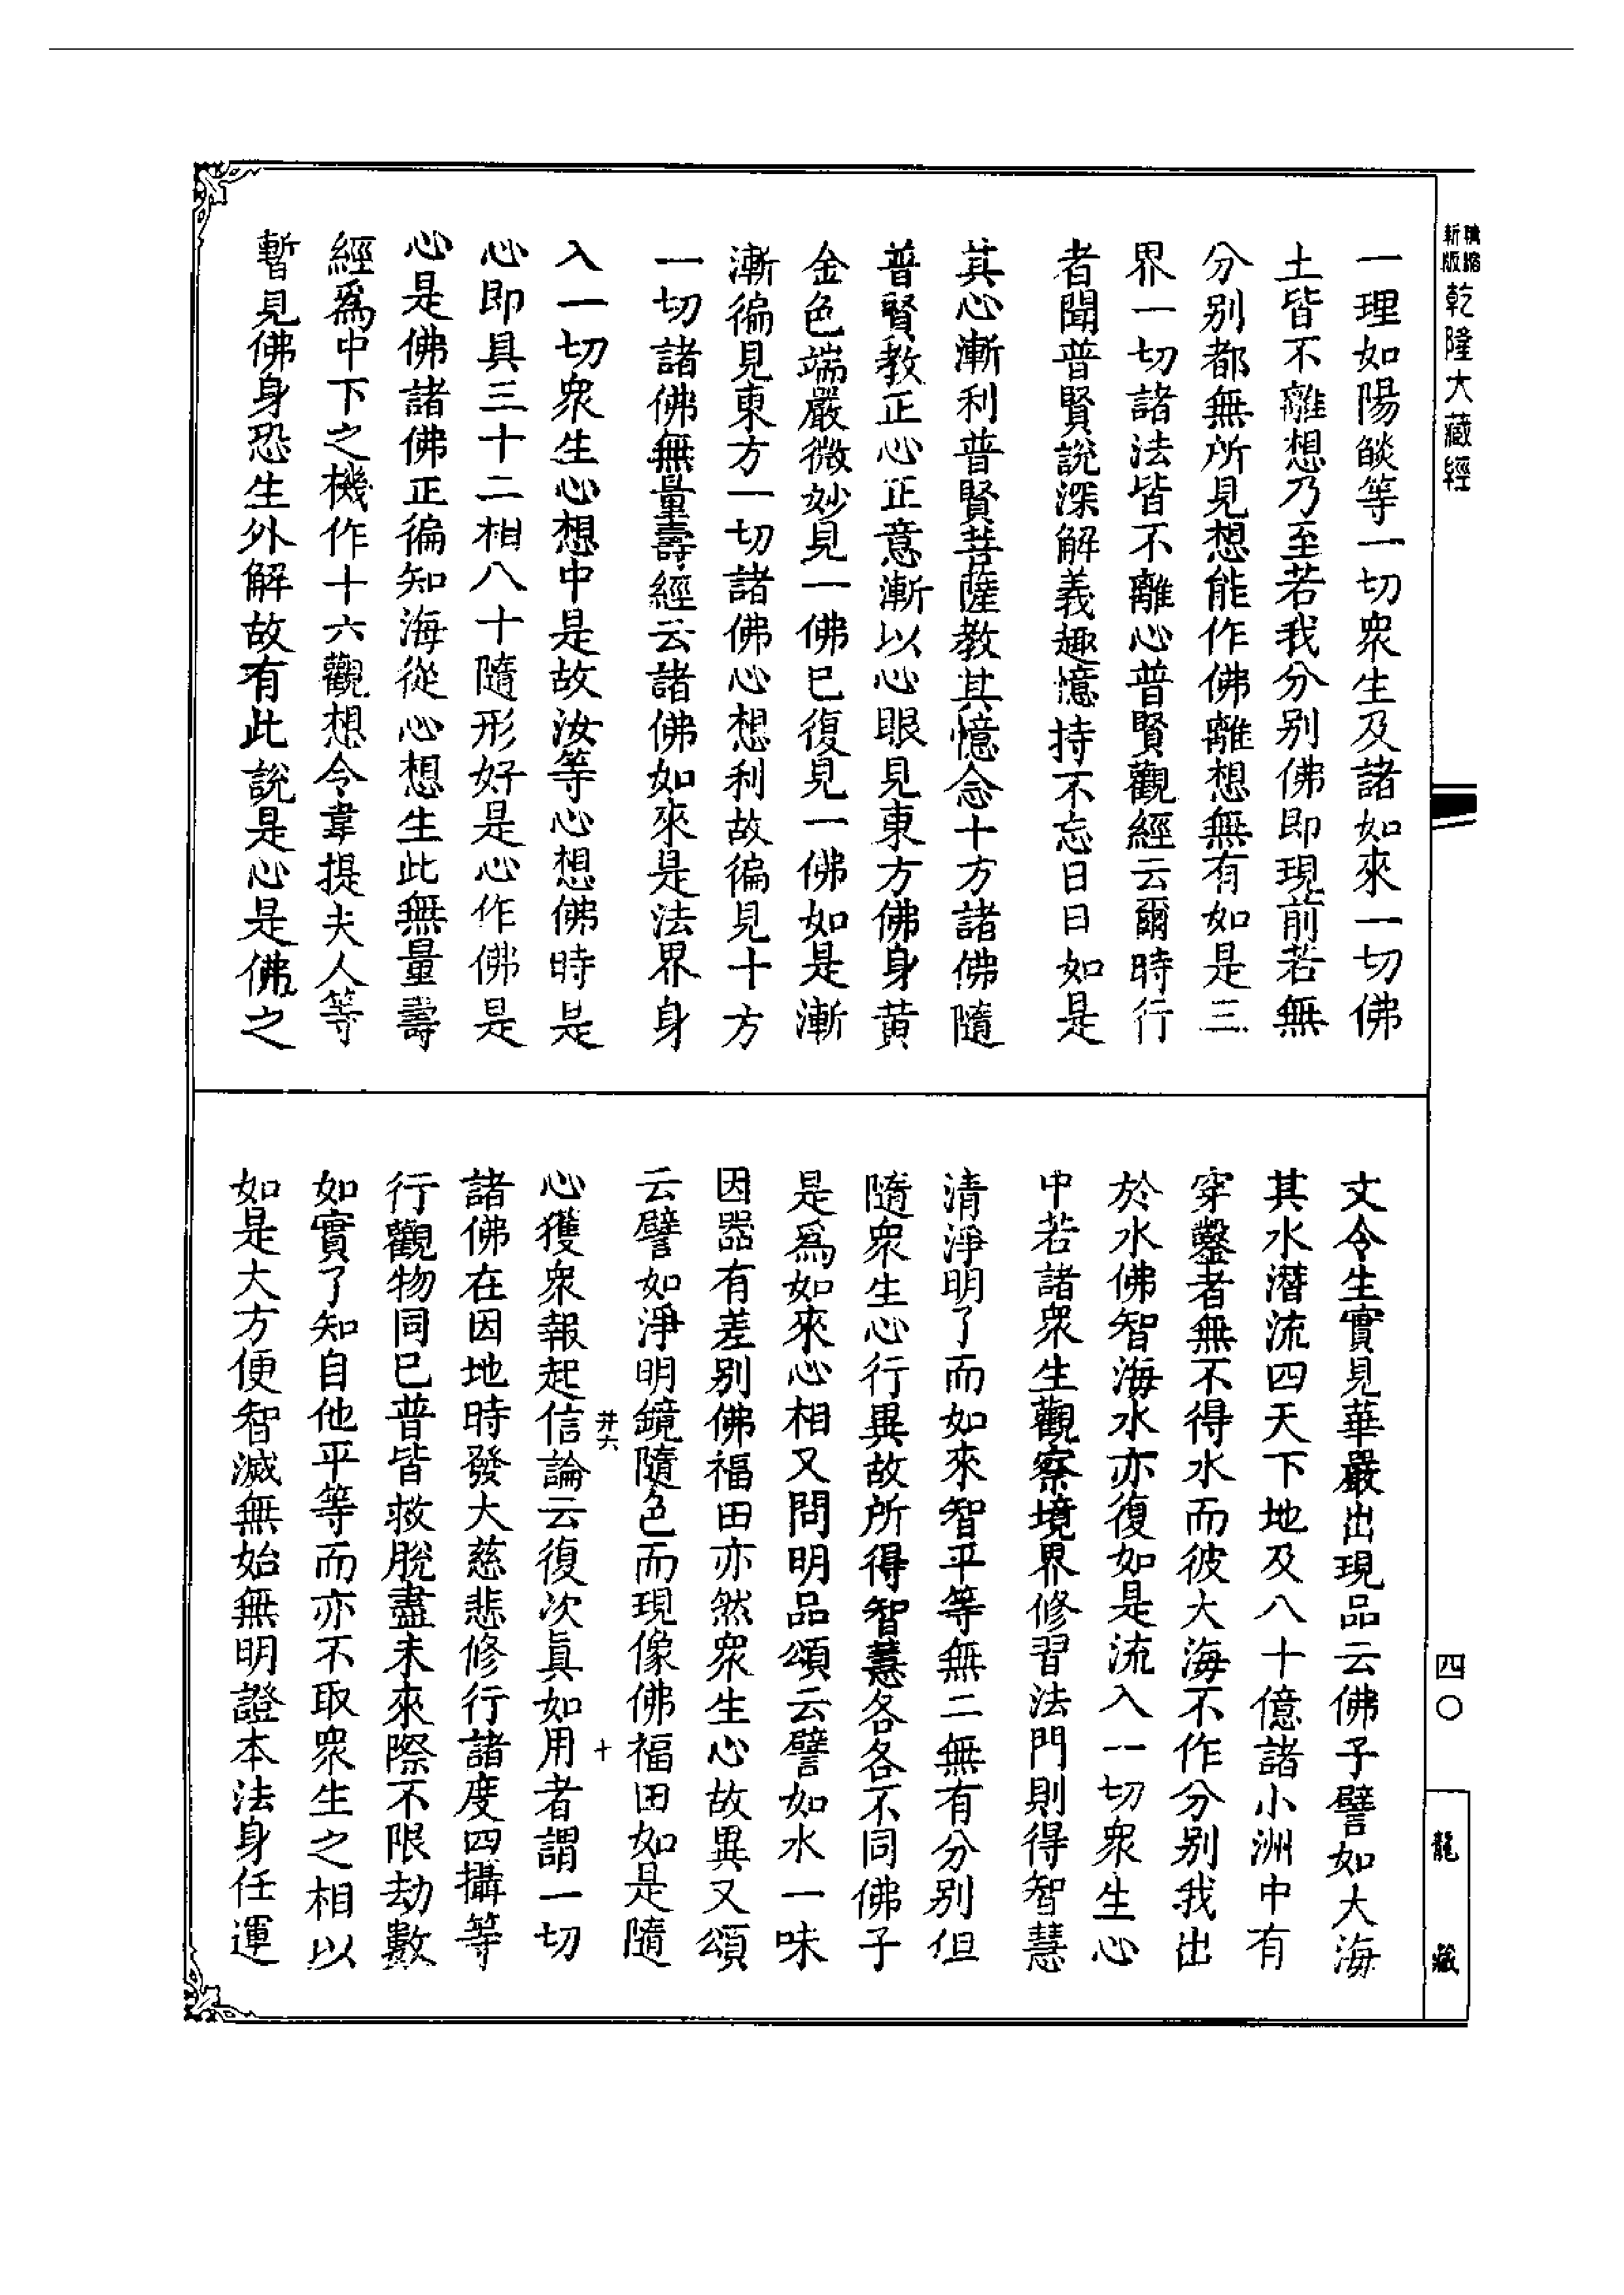 精縮新版乾隆大藏經
一理如陽燄等一切衆生及諸如來一切佛
土皆不離想乃至若我分別佛即現前若無
分別都無所見想能作佛離想無有如是三
界一切諸法皆不離心普賢觀經云爾時行
者聞普賢說深解義趣憶持不忘日日如是
其心漸利普賢菩薩教其憶念十方諸佛隨
普賢教正心正意漸以心眼見東方佛身黃
金色端嚴微妙見一佛巳復見一佛如是漸
漸徧見東方一切諸佛心想利故徧見十方
一切諸佛無量壽經云諸佛如來是法界身
入一切衆生心想中是故汝等心想佛時是
心即具三十二相八十隨形好是心作佛是
心是佛諸佛正徧知海從心想生此無量壽
經爲中下之機作十六觀想令韋提夫人等
暫見佛身恐生外解故有此說是心是佛之
文令生實見華嚴出現品云佛子譬如大海
其水潛流四天下地及八十億諸小洲中有
穿鑿者無不得水而彼大海不作分別我出
於水佛智海水亦復如是流入一切衆生心
中若諸衆生觀察境界修習法門則得智慧
清淨明了而如來智平等無二無有分別但
隨衆生心行異故所得智慧各各不同佛子
是爲如來心相又問明品頌云譬如水一味
因器有差別佛福田亦然衆生心故異又頌
云譬如淨明鏡隨色而現像佛福田如是隨
井六 十
心獲衆報起信論云復次眞如用者謂一切
諸佛在因地時發大慈悲修行諸度四攝等
行觀物同巳普皆救脫盡未來際不限劫數
如實了知自他平等而亦不取衆生之相以
如是大方便智滅無始無明證本法身任運
四〇
龍藏